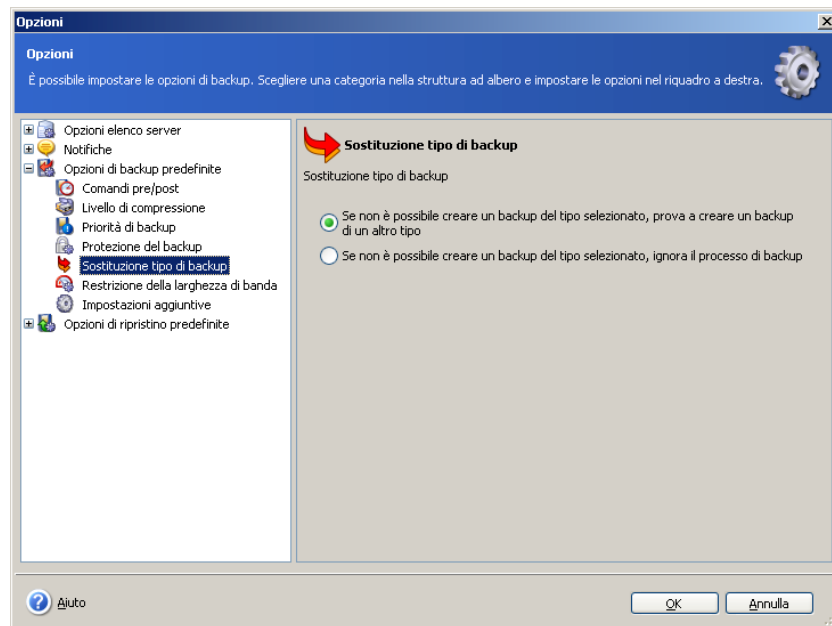 Opzioni
Opzioni
È possibile impostare le opzioni di backup. Scegliere una categoria nella struttura ad albero e impostare le opzioni nel riquadro a destra.
Opzioni elenco server
Notifiche
Opzioni di backup predefinite
Comandi pre/post
Livello di compressione
Priorità di backup
Protezione del backup
Sostituzione tipo di backup
Restrizione della larghezza di banda
Impostazioni aggiuntive
Opzioni di ripristino predefinite
Sostituzione tipo di backup
Sostituzione tipo di backup
Se non è possibile creare un backup del tipo selezionato, prova a creare un backup
di un altro tipo
Se non è possibile creare un backup del tipo selezionato, ignora il processo di backup
Aiuto
OK
Annulla